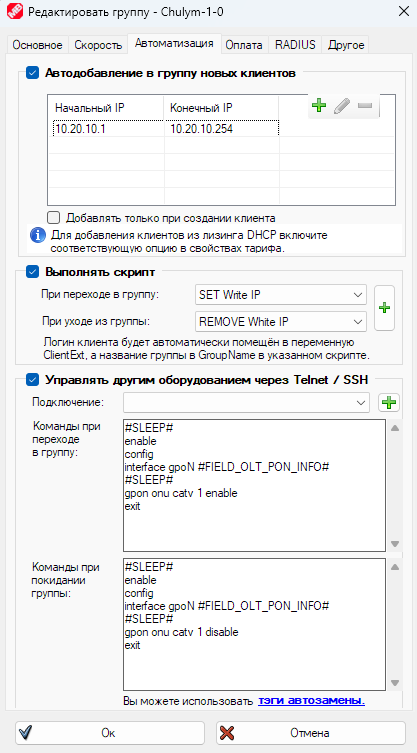 Редактировать группу - Chulym-1-0
Основное Скорость Автоматизация Оплата RADIUS Другое
Автодобавление в группу новых клиентов
Начальный IP Конечный IP
10.20.10.1 10.20.10.254
Добавлять только при создании клиента
Для добавления клиентов из лизинга DHCP включите
соответствующую опцию в свойствах тарифа.
Выполнять скрипт
При переходе в группу: SET Write IP
При уходе из группы: REMOVE White IP
Логин клиента будет автоматически помещён в переменную
ClientExt, а название группы в GroupName в указанном скрипте.
Управлять другим оборудованием через Telnet / SSH
Подключение:
Команды при
переходе
в группу:
#SLEEP#
enable
config
interface gpoN #FIELD_OLT_PON_INFO#
#SLEEP#
gpon onu catv 1 enable
exit
Команды при
покидании
группы:
#SLEEP#
enable
config
interface gpoN #FIELD_OLT_PON_INFO#
#SLEEP#
gpon onu catv 1 disable
exit
Вы можете использовать тэги автозамены.
Ок Отмена